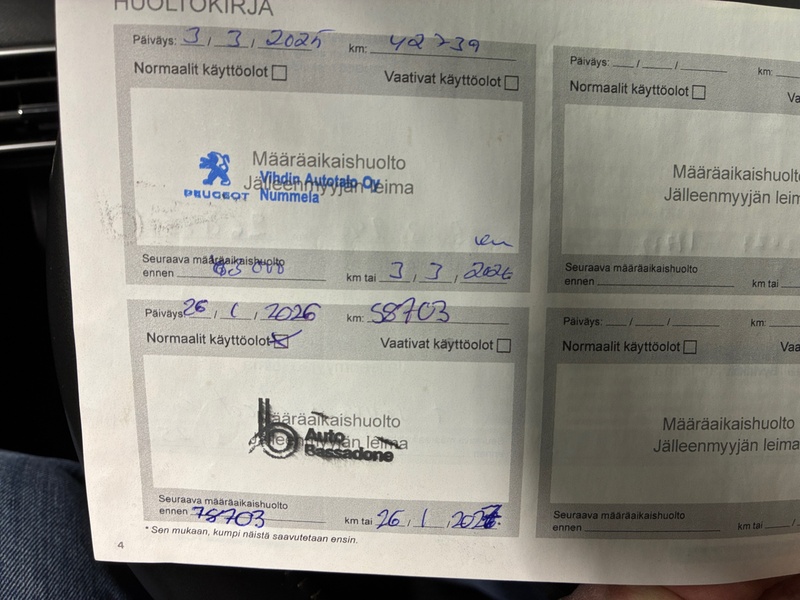 HUOLTOKIRJA
Päiväys: 3 / 3 / 2025 km: 42739
Normaalit käyttöolot Vaativat käyttöolot
Määräaikaishuolto
Jälleenmyyjän leima
PEUGEOT
Vihdin Autotalo Oy
Nummela
Seuraava määräaikaishuolto
ennen km tai 3 / 3 / 2026
Päiväys: 26 / 1 / 2026 km: 58703
Normaalit käyttöolot Vaativat käyttöolot
Määräaikaishuolto
Jälleenmyyjän leima
Auto
Bassadone
Seuraava määräaikaishuolto
ennen 78703 km tai 26 / 1 / 2027
* Sen mukaan, kumpi näistä saavutetaan ensin.
4
Päiväys: / / km:
Normaalit käyttöolot Va
Määräaikaishuolto
Jälleenmyyjän leima
Seuraava määräaikaishuolto
ennen km tai /
Päiväys: / / km:
Normaalit käyttöolot Vaa
Määräaikaishuolto
Jälleenmyyjän leima
Seuraava määräaikaishuolto
ennen km tai /